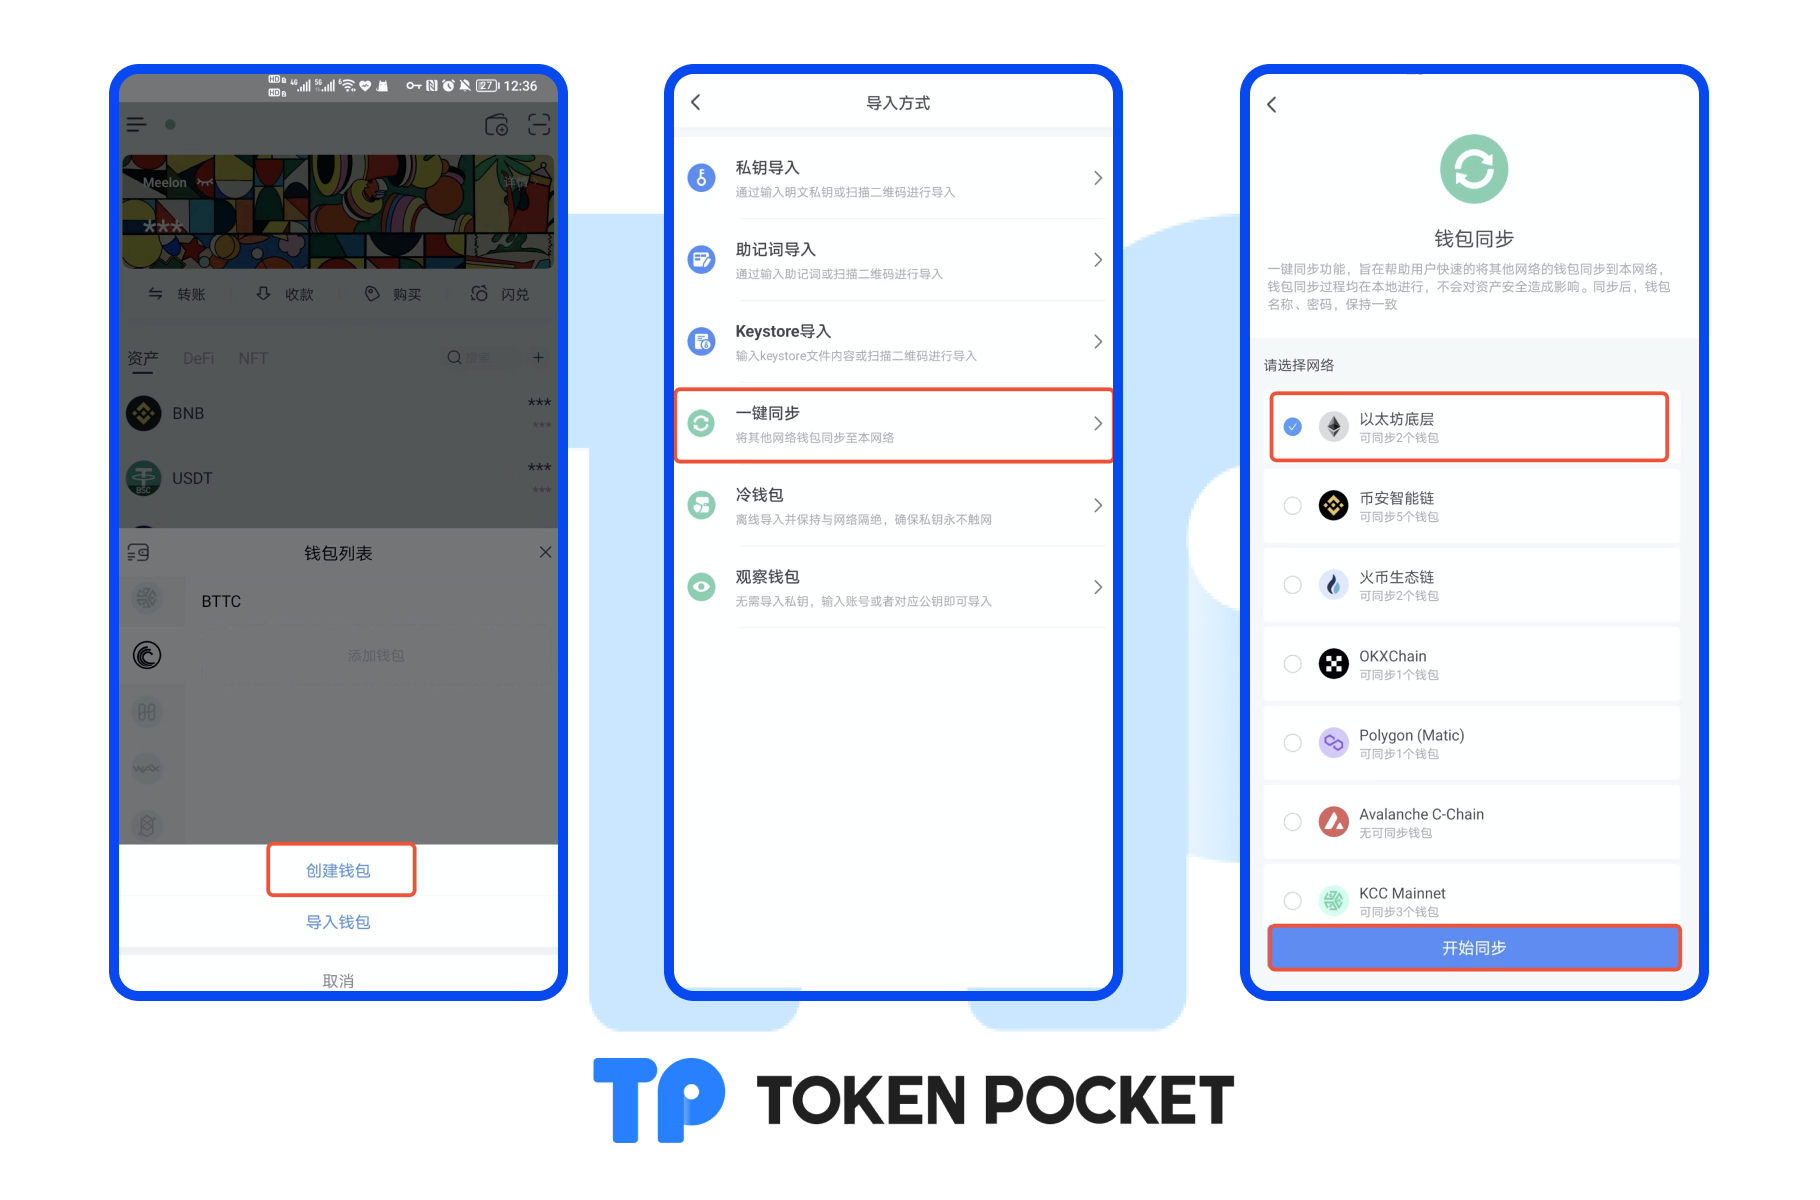 12:36
Meelon
详情
***
转账
收款
购买
闪兑
资产
DeFi
NFT
搜索
BNB
***
***
USDT
***
***
钱包列表
BTTC
添加钱包
创建钱包
导入钱包
取消
导入方式
私钥导入
通过输入明文私钥或扫描二维码进行导入
助记词导入
通过输入助记词或扫描二维码进行导入
Keystore导入
输入keystore文件内容或扫描二维码进行导入
一键同步
将其他网络钱包同步至本网络
冷钱包
离线导入并保持与网络隔绝，确保私钥永不触网
观察钱包
无需导入私钥，输入账号或者对应公钥即可导入
钱包同步
一键同步功能，旨在帮助用户快速的将其他网络的钱包同步到本网络，
钱包同步过程均在本地进行，不会对资产安全造成影响。同步后，钱包
名称、密码，保持一致
请选择网络
以太坊底层
可同步2个钱包
币安智能链
可同步5个钱包
火币生态链
可同步2个钱包
OKXChain
可同步1个钱包
Polygon (Matic)
可同步1个钱包
Avalanche C-Chain
无可同步钱包
KCC Mainnet
可同步3个钱包
开始同步
TP TOKEN POCKET